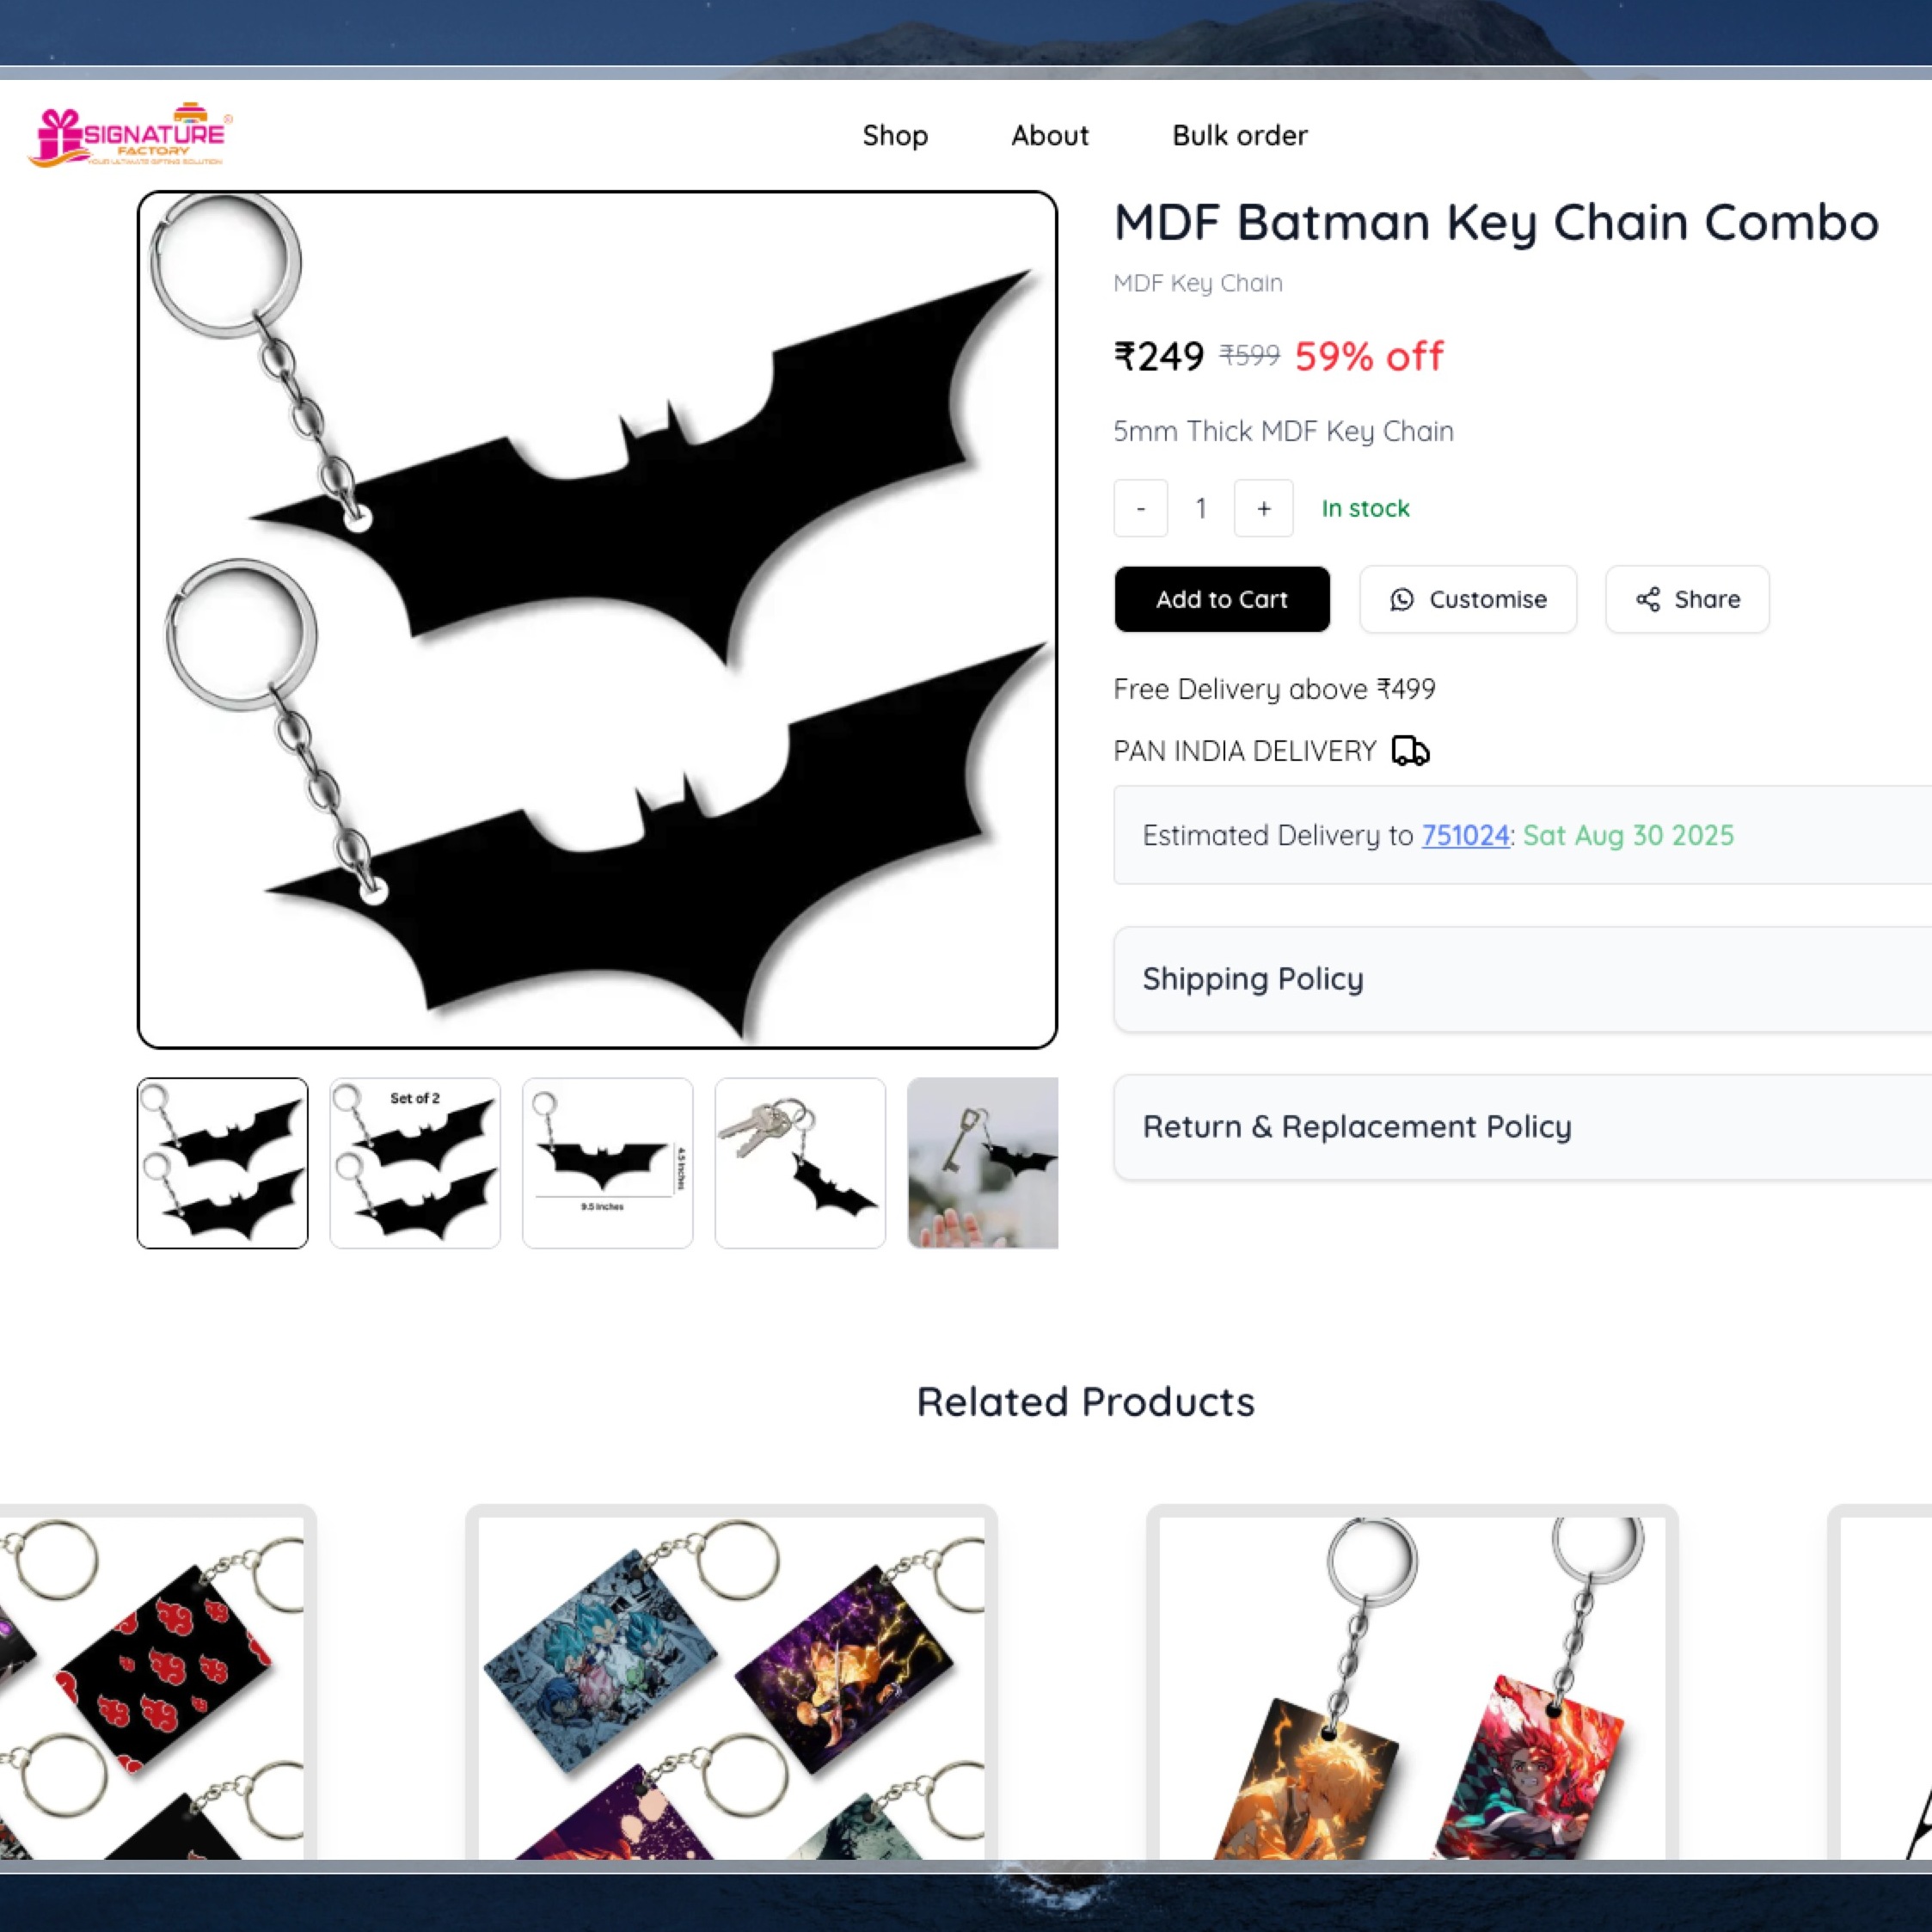 SIGNATURE
FACTORY
YOUR ULTIMATE GIFTING SOLUTION
Shop
About
Bulk order
MDF Batman Key Chain Combo
MDF Key Chain
₹249 ₹599 59% off
5mm Thick MDF Key Chain
- 1 + In stock
Add to Cart
Customise
Share
Free Delivery above ₹499
PAN INDIA DELIVERY
Estimated Delivery to 751024: Sat Aug 30 2025
Shipping Policy
Return & Replacement Policy
Set of 2
4.5 Inches
9.5 Inches
Related Products